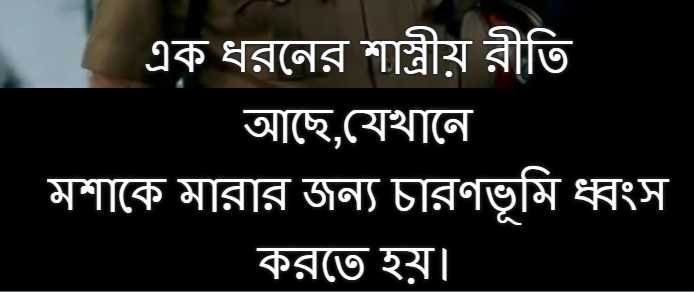 এক ধরনের শাস্ত্রীয় রীতি
আছে,যেখানে
মশাকে মারার জন্য চারণভূমি ধ্বংস
করতে হয়।